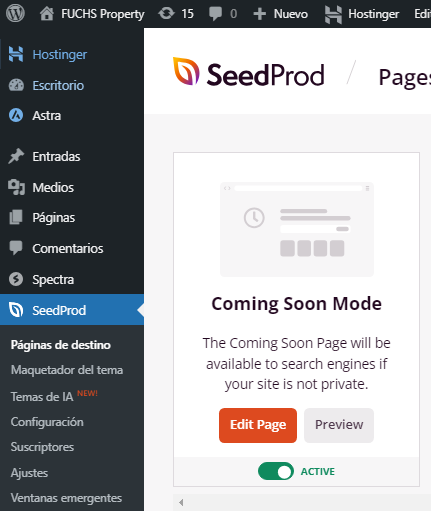 FUCHS Property 15 0 Nuevo Hostinger Edi
Hostinger
Escritorio
Astra
Entradas
Medios
Páginas
Comentarios
Spectra
SeedProd
Páginas de destino
Maquetador del tema
Temas de IA NEW!
Configuración
Suscriptores
Ajustes
Ventanas emergentes
SeedProd / Pages
Coming Soon Mode
The Coming Soon Page will be
available to search engines if
your site is not private.
Edit Page Preview
ACTIVE